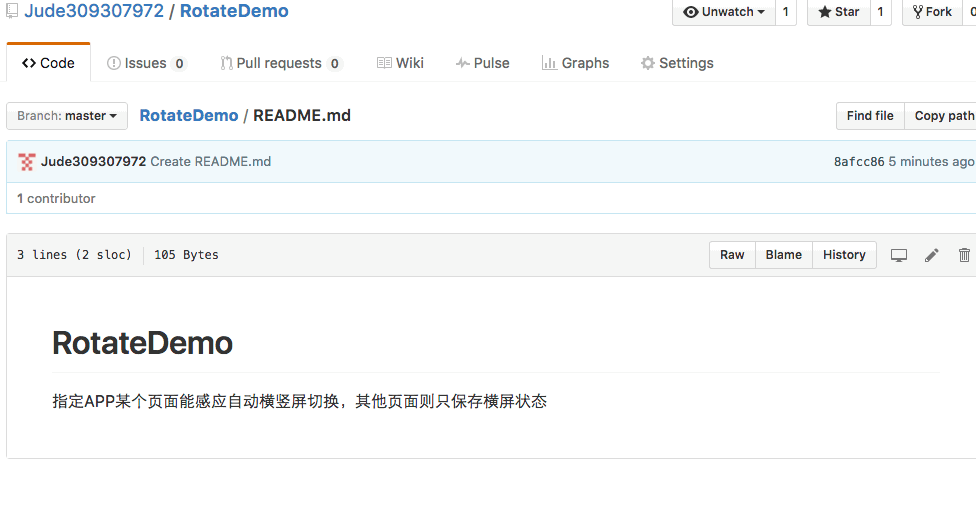 Jude309307972 / RotateDemo
Unwatch 1 Star 1 Fork 0
Code Issues 0 Pull requests 0 Wiki Pulse Graphs Settings
Branch: master RotateDemo / README.md Find file Copy path
Jude309307972 Create README.md 8afcc86 5 minutes ago
1 contributor
3 lines (2 sloc) 105 Bytes Raw Blame History
RotateDemo
指定APP某个页面能感应自动横竖屏切换，其他页面则只保存横屏状态